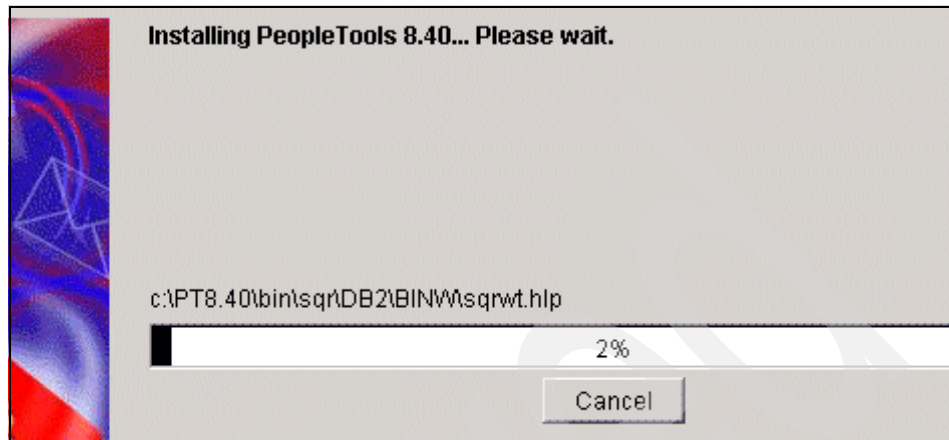 Installing PeopleTools 8.40... Please wait.
c:\PT8.40\bin\sqr\DB2\BINW\sqrwt.hlp
2%
Cancel